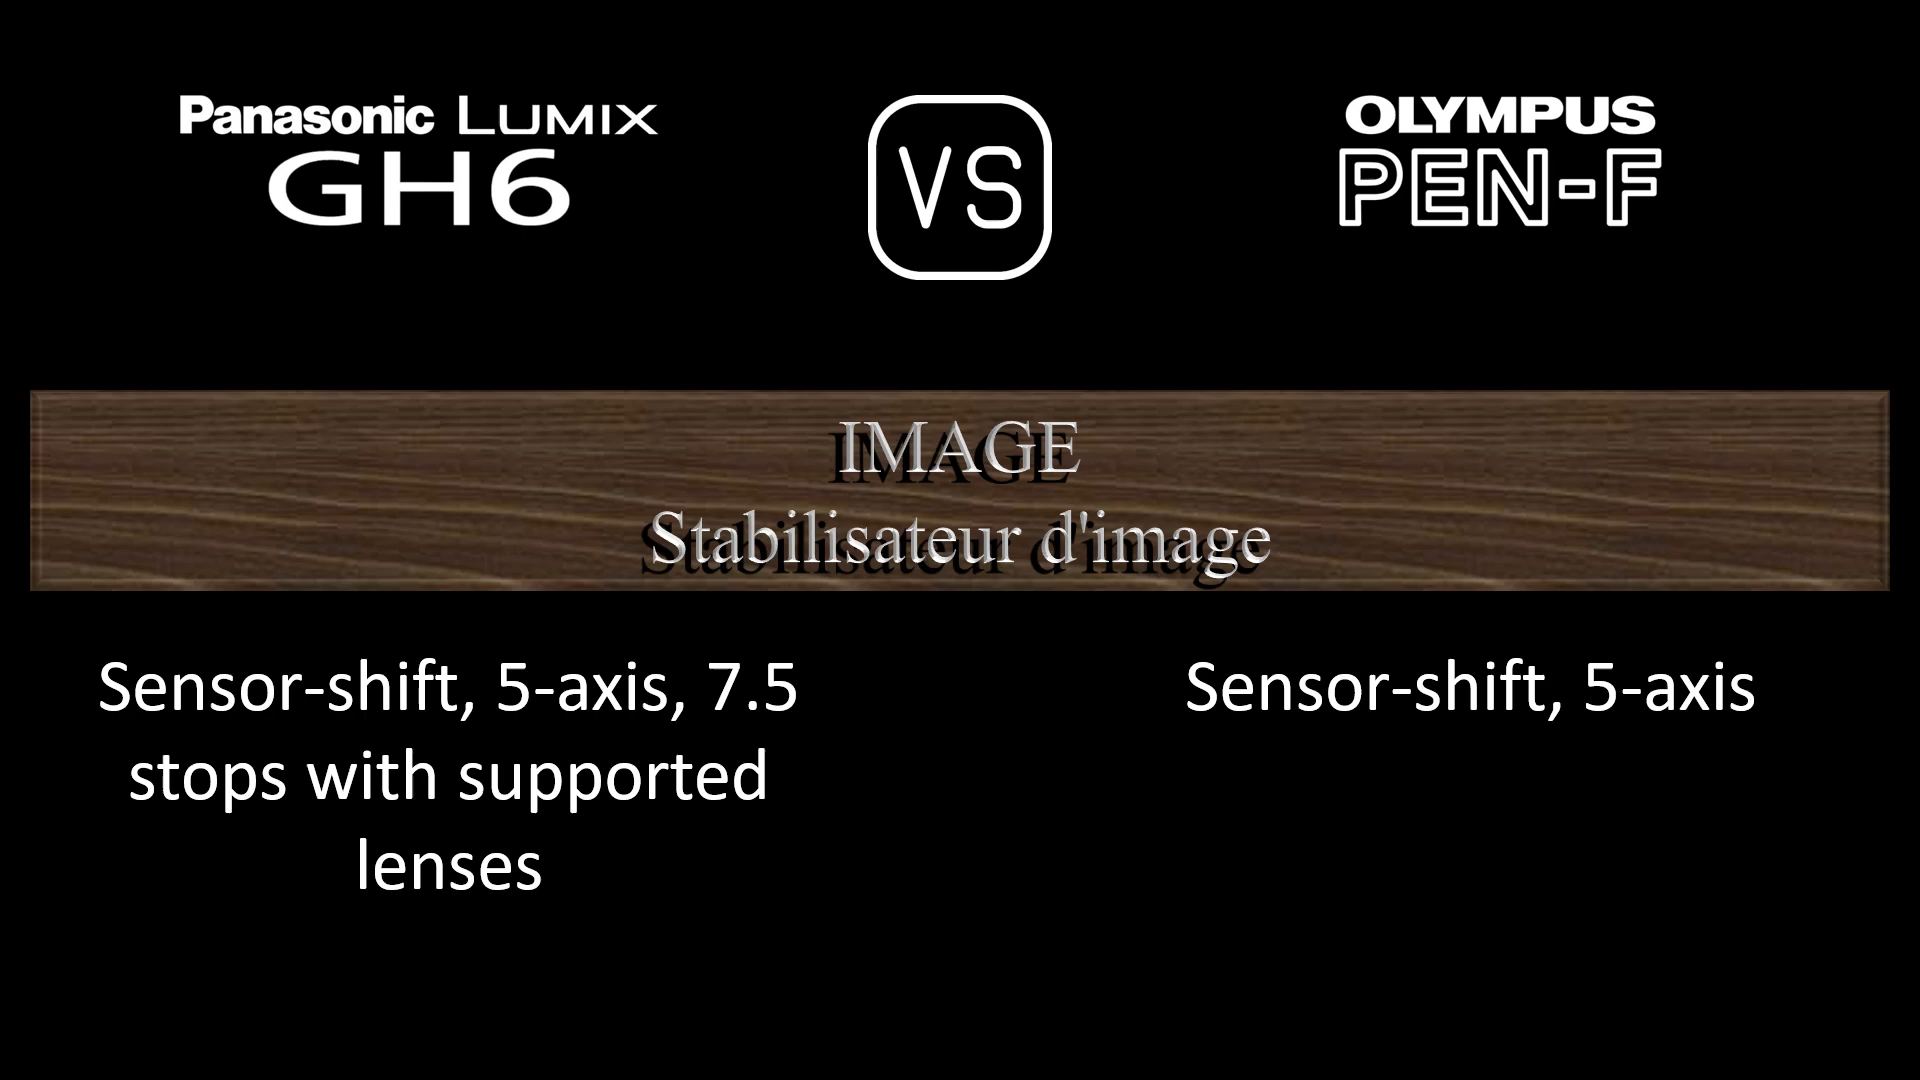 Panasonic LUMIX
GH6
VS
OLYMPUS
PEN-F
IMAGE
Stabilisateur d'image
Sensor-shift, 5-axis, 7.5
stops with supported
lenses
Sensor-shift, 5-axis